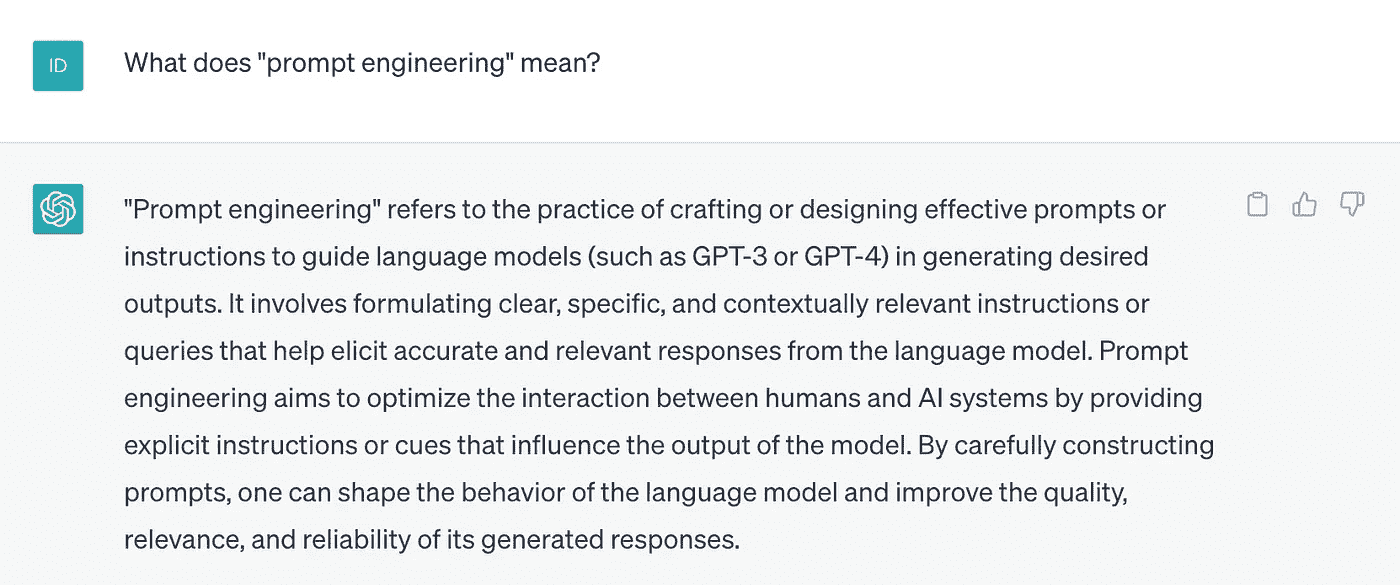 ID
What does "prompt engineering" mean?
"Prompt engineering" refers to the practice of crafting or designing effective prompts or
instructions to guide language models (such as GPT-3 or GPT-4) in generating desired
outputs. It involves formulating clear, specific, and contextually relevant instructions or
queries that help elicit accurate and relevant responses from the language model. Prompt
engineering aims to optimize the interaction between humans and AI systems by providing
explicit instructions or cues that influence the output of the model. By carefully constructing
prompts, one can shape the behavior of the language model and improve the quality,
relevance, and reliability of its generated responses.